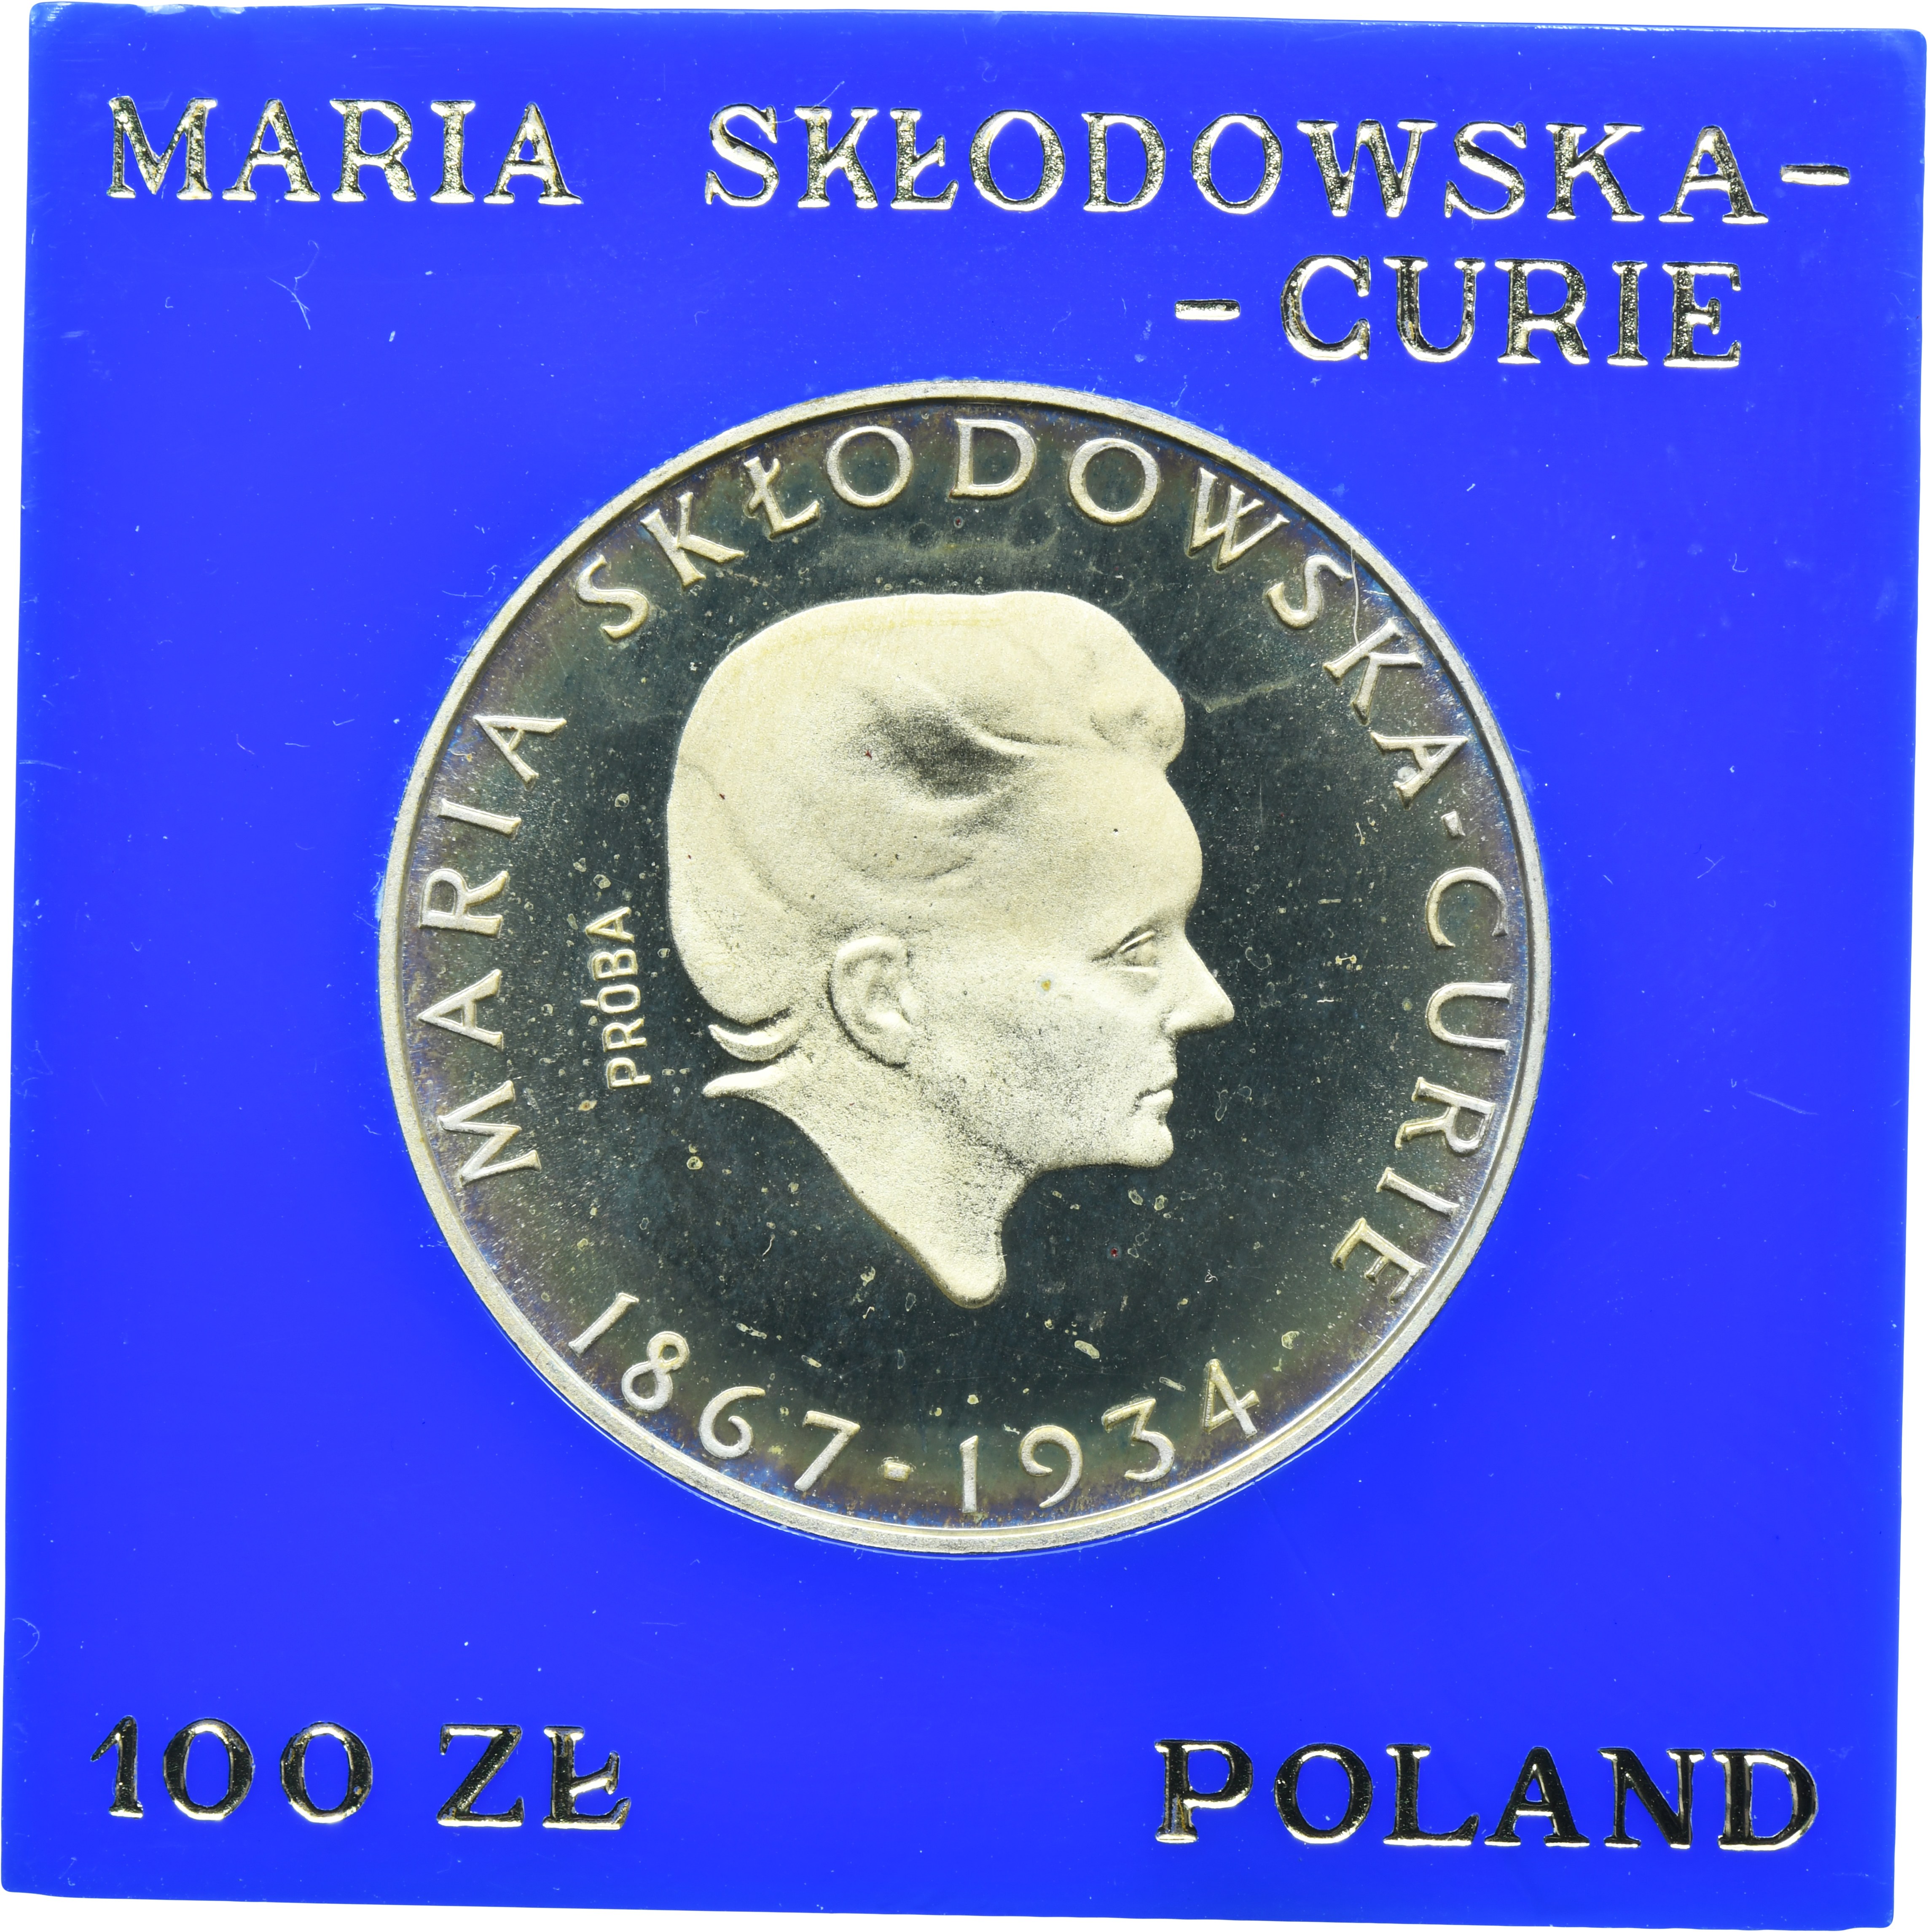 MARIA SKŁODOWSKA-
-CURIE
MARIA SKŁODOWSKA·CURIE
PRÓBA
1867·1934
100 ZŁ
POLAND